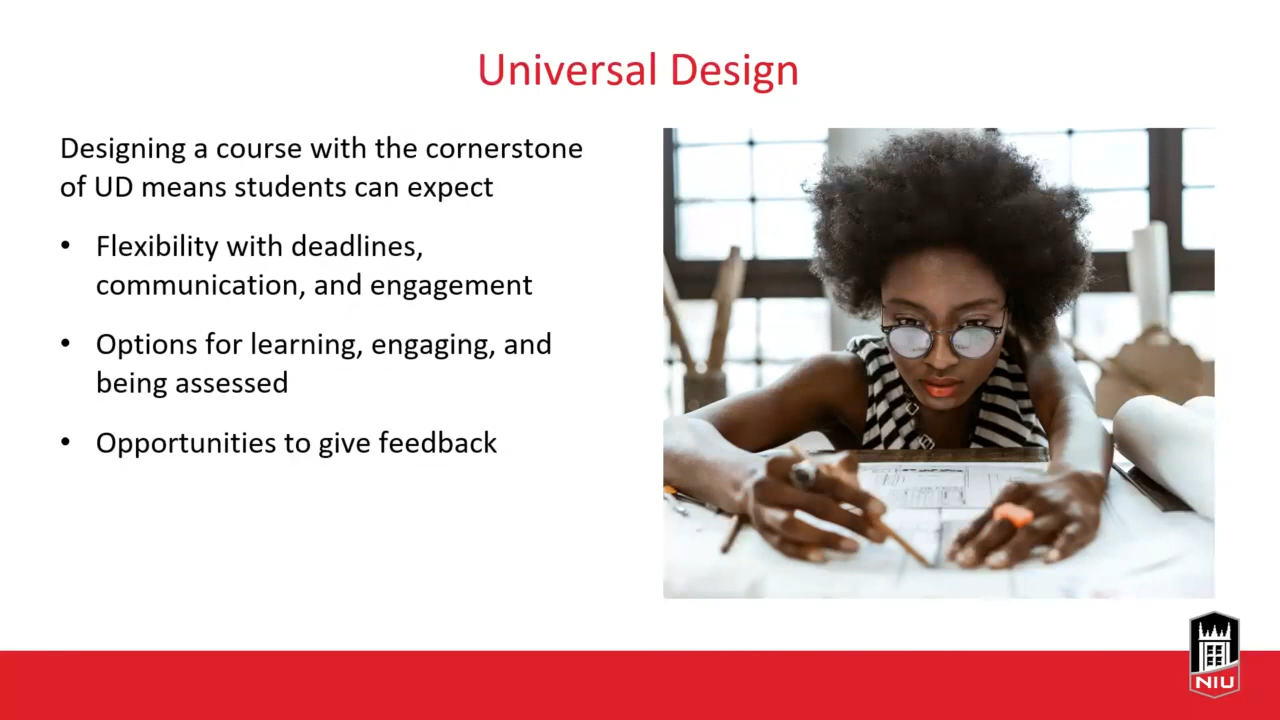 Universal Design
Designing a course with the cornerstone
of UD means students can expect
• Flexibility with deadlines,
communication, and engagement
• Options for learning, engaging, and
being assessed
• Opportunities to give feedback
NIU